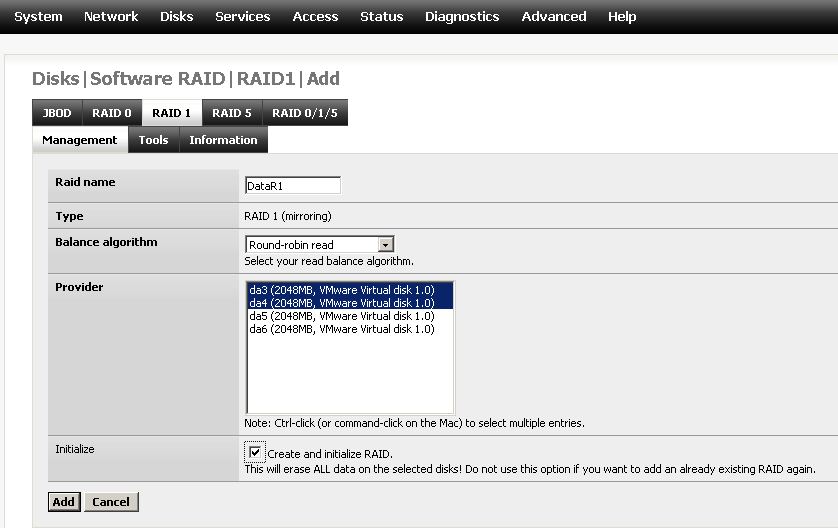 System Network Disks Services Access Status Diagnostics Advanced Help
Disks|Software RAID|RAID1|Add
JBOD RAID 0 RAID 1 RAID 5 RAID 0/1/5
Management Tools Information
Raid name DataR1
Type RAID 1 (mirroring)
Balance algorithm Round-robin read
Select your read balance algorithm.
Provider da3 (2048MB, VMware Virtual disk 1.0)
da4 (2048MB, VMware Virtual disk 1.0)
da5 (2048MB, VMware Virtual disk 1.0)
da6 (2048MB, VMware Virtual disk 1.0)
Note: Ctrl-click (or command-click on the Mac) to select multiple entries.
Initialize Create and initialize RAID.
This will erase ALL data on the selected disks! Do not use this option if you want to add an already existing RAID again.
Add Cancel